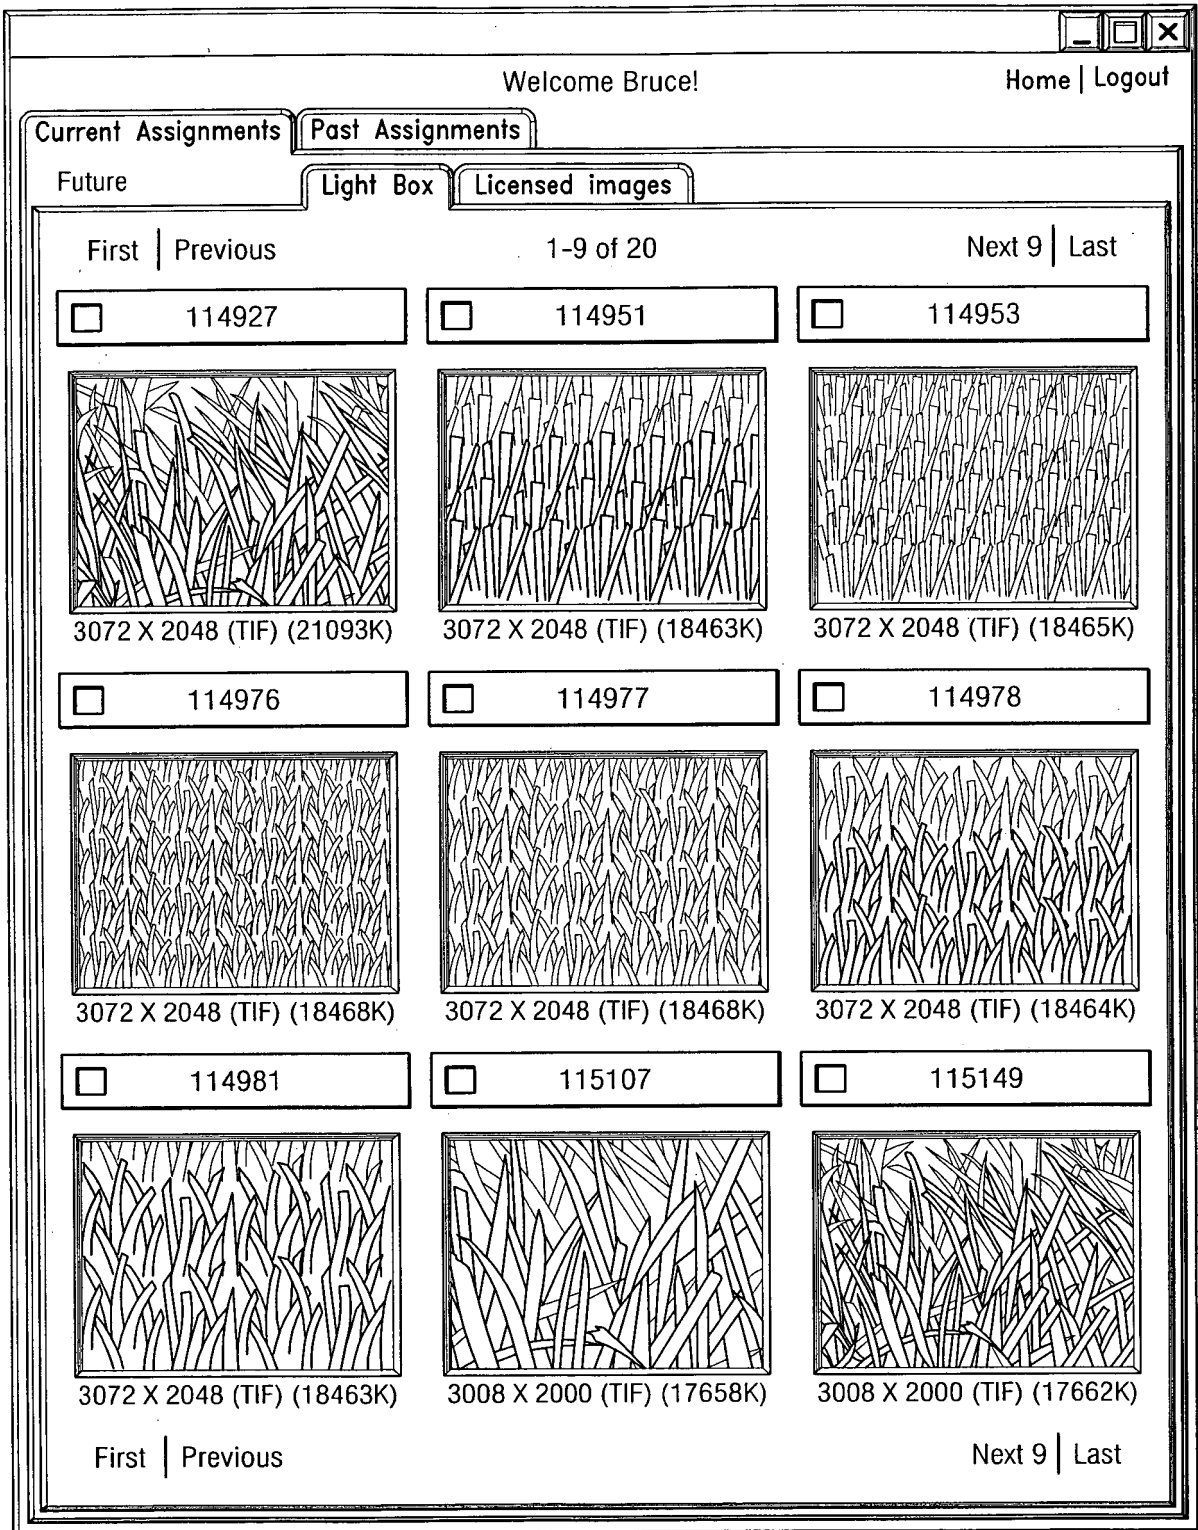 Welcome Bruce! Home | Logout
Current Assignments Past Assignments
Future Light Box Licensed images
First | Previous 1-9 of 20 Next 9 | Last
114927 114951 114953
3072 X 2048 (TIF) (21093K) 3072 X 2048 (TIF) (18463K) 3072 X 2048 (TIF) (18465K)
114976 114977 114978
3072 X 2048 (TIF) (18468K) 3072 X 2048 (TIF) (18468K) 3072 X 2048 (TIF) (18464K)
114981 115107 115149
3072 X 2048 (TIF) (18463K) 3008 X 2000 (TIF) (17658K) 3008 X 2000 (TIF) (17662K)
First | Previous Next 9 | Last